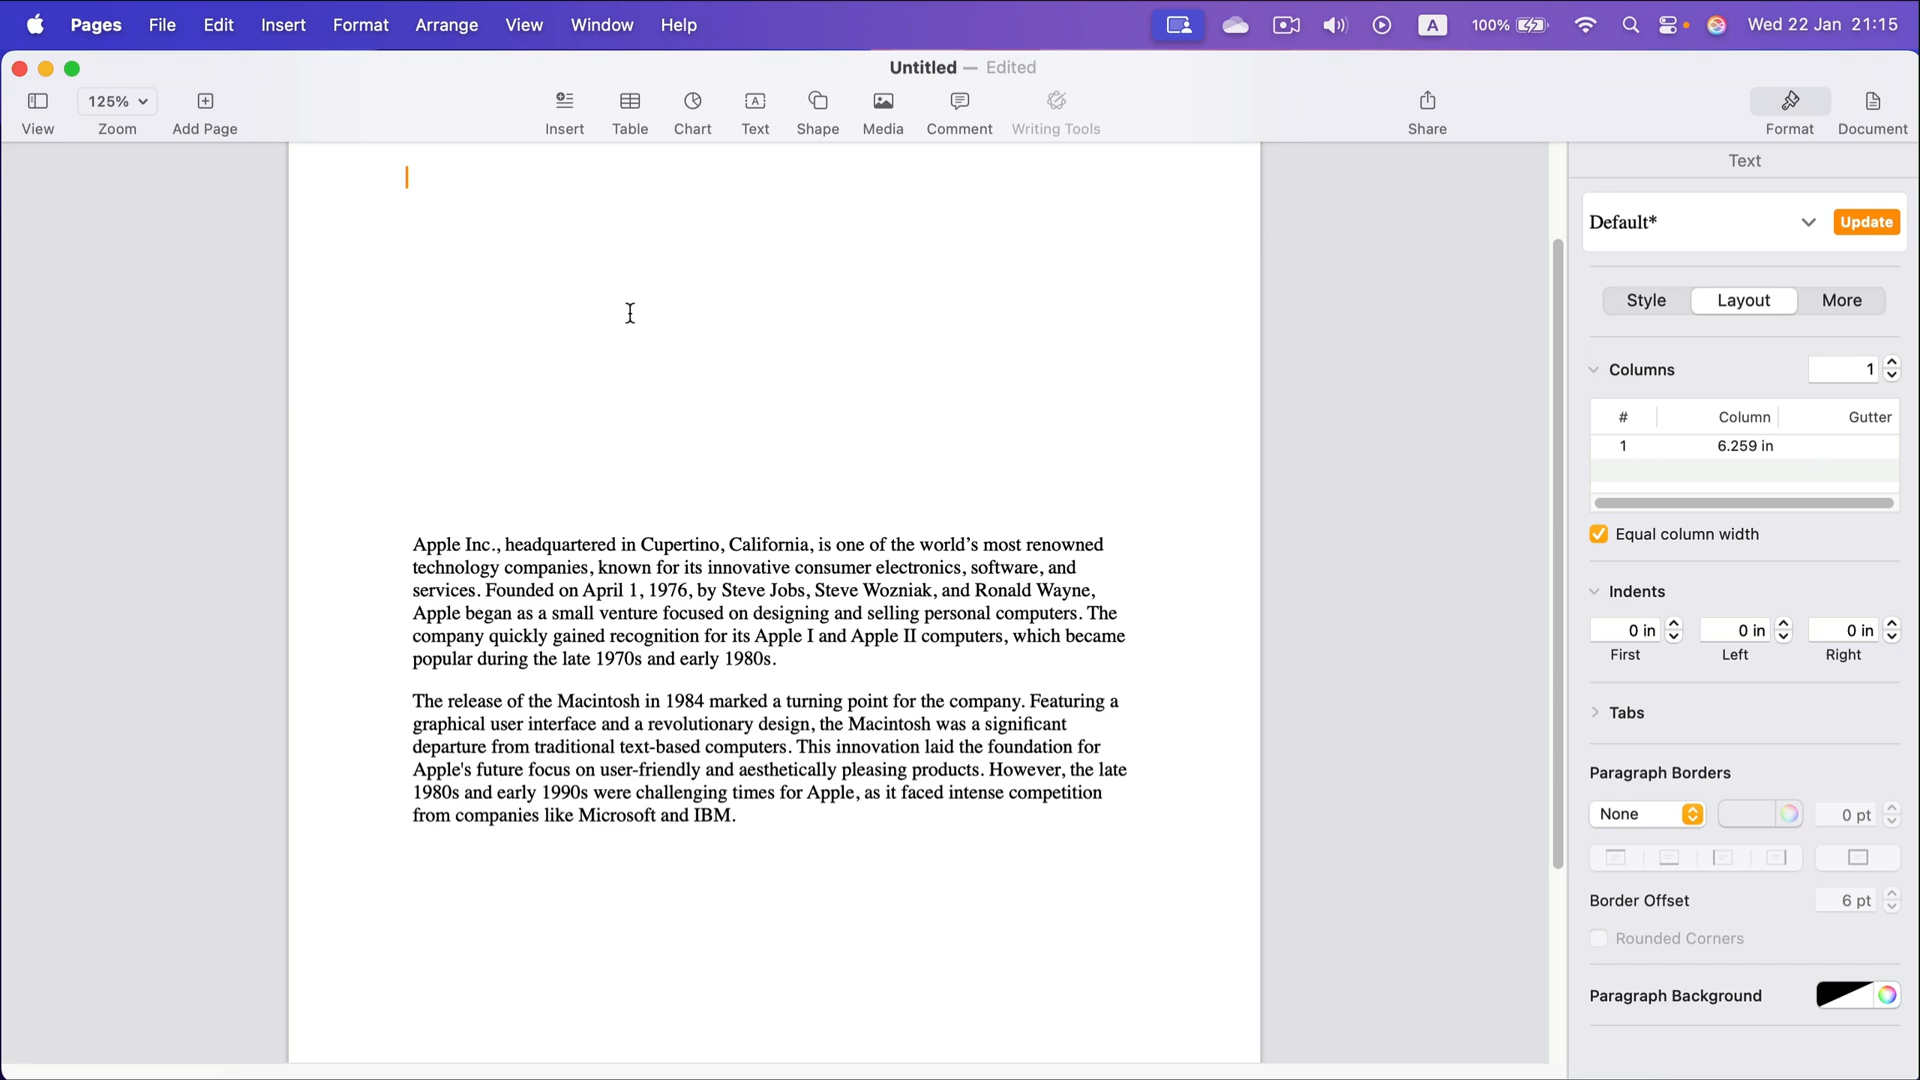 Pages File Edit Insert Format Arrange View Window Help A 100% Wed 22 Jan 21:15
Untitled — Edited
125%
View Zoom Add Page Insert Table Chart Text Shape Media Comment Writing Tools Share Format Document
Text
Default* Update
Style Layout More
Columns 1
# Column Gutter
1 6.259 in
Equal column width
Indents
0 in 0 in 0 in
First Left Right
Tabs
Paragraph Borders
None 0 pt
Border Offset 6 pt
Rounded Corners
Paragraph Background
Apple Inc., headquartered in Cupertino, California, is one of the world’s most renowned
technology companies, known for its innovative consumer electronics, software, and
services. Founded on April 1, 1976, by Steve Jobs, Steve Wozniak, and Ronald Wayne,
Apple began as a small venture focused on designing and selling personal computers. The
company quickly gained recognition for its Apple I and Apple II computers, which became
popular during the late 1970s and early 1980s.
The release of the Macintosh in 1984 marked a turning point for the company. Featuring a
graphical user interface and a revolutionary design, the Macintosh was a significant
departure from traditional text-based computers. This innovation laid the foundation for
Apple's future focus on user-friendly and aesthetically pleasing products. However, the late
1980s and early 1990s were challenging times for Apple, as it faced intense competition
from companies like Microsoft and IBM.